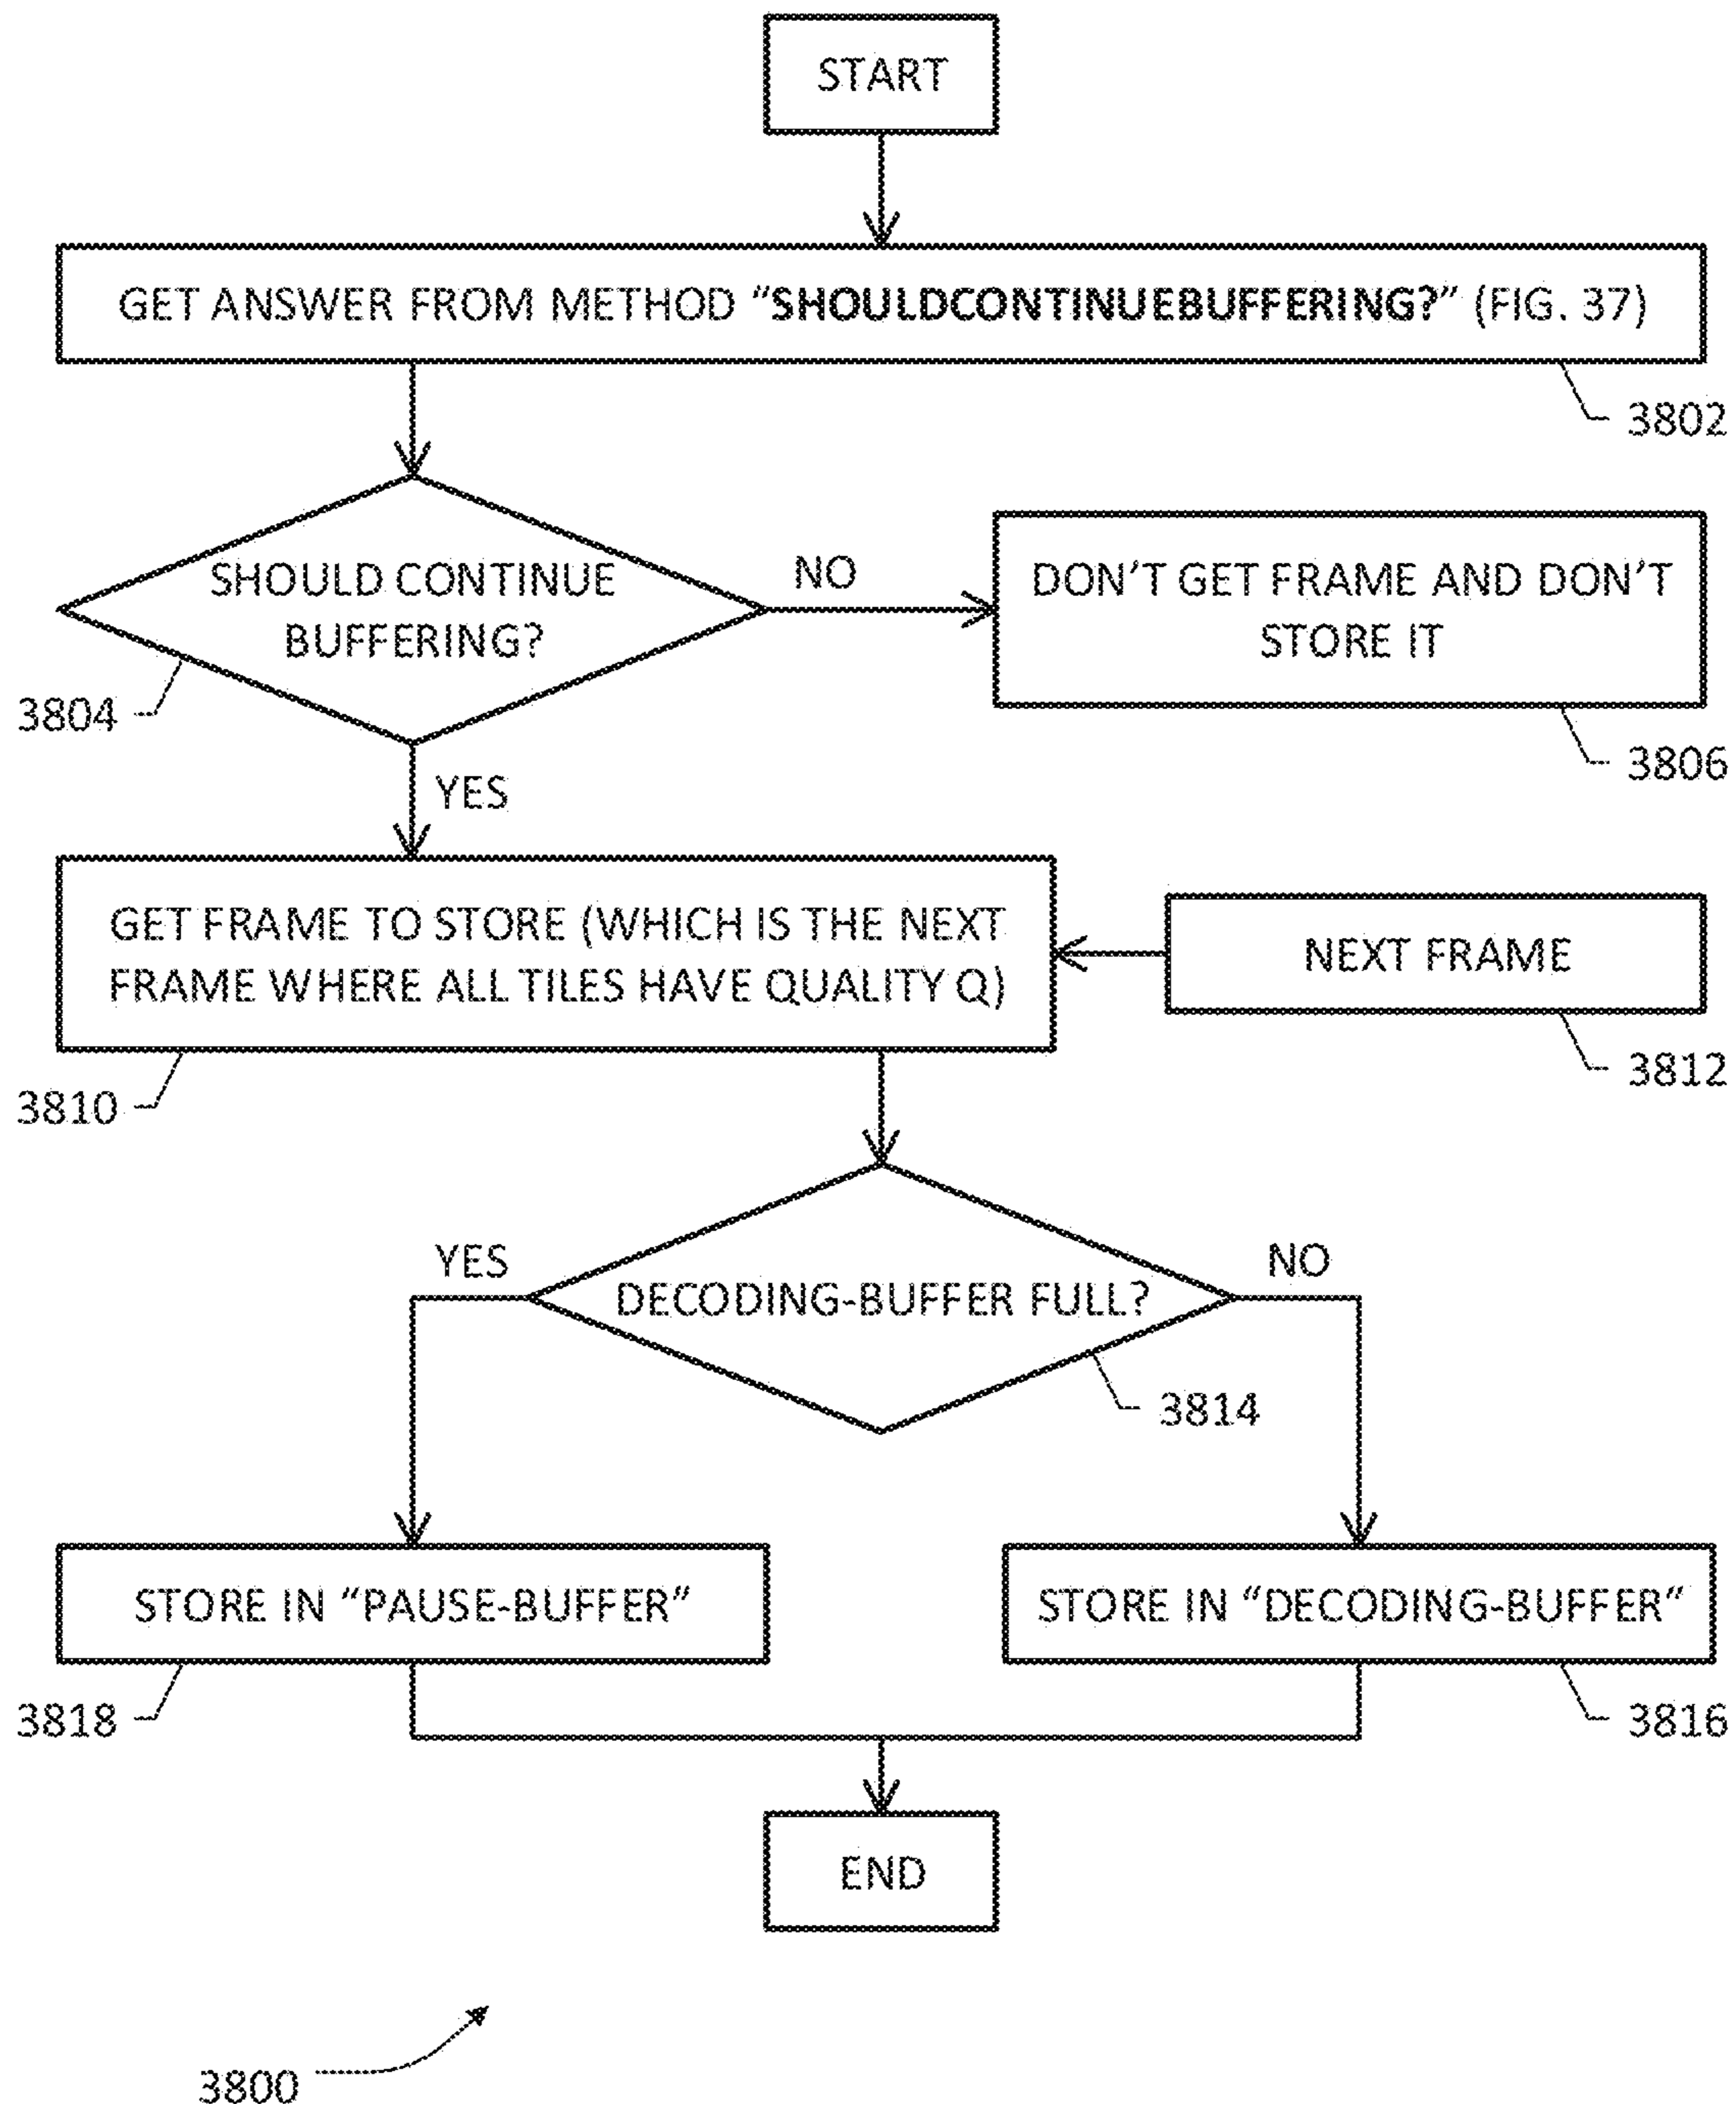 START
GET ANSWER FROM METHOD “SHOULDCONTINUEBUFFERING?” (FIG. 37)
3802
SHOULD CONTINUE
BUFFERING?
NO
DON’T GET FRAME AND DON’T
STORE IT
3804
3806
YES
GET FRAME TO STORE (WHICH IS THE NEXT
FRAME WHERE ALL TILES HAVE QUALITY Q)
NEXT FRAME
3810
3812
YES
NO
DECODING-BUFFER FULL?
3814
STORE IN “PAUSE-BUFFER”
STORE IN “DECODING-BUFFER”
3818
3816
END
3800